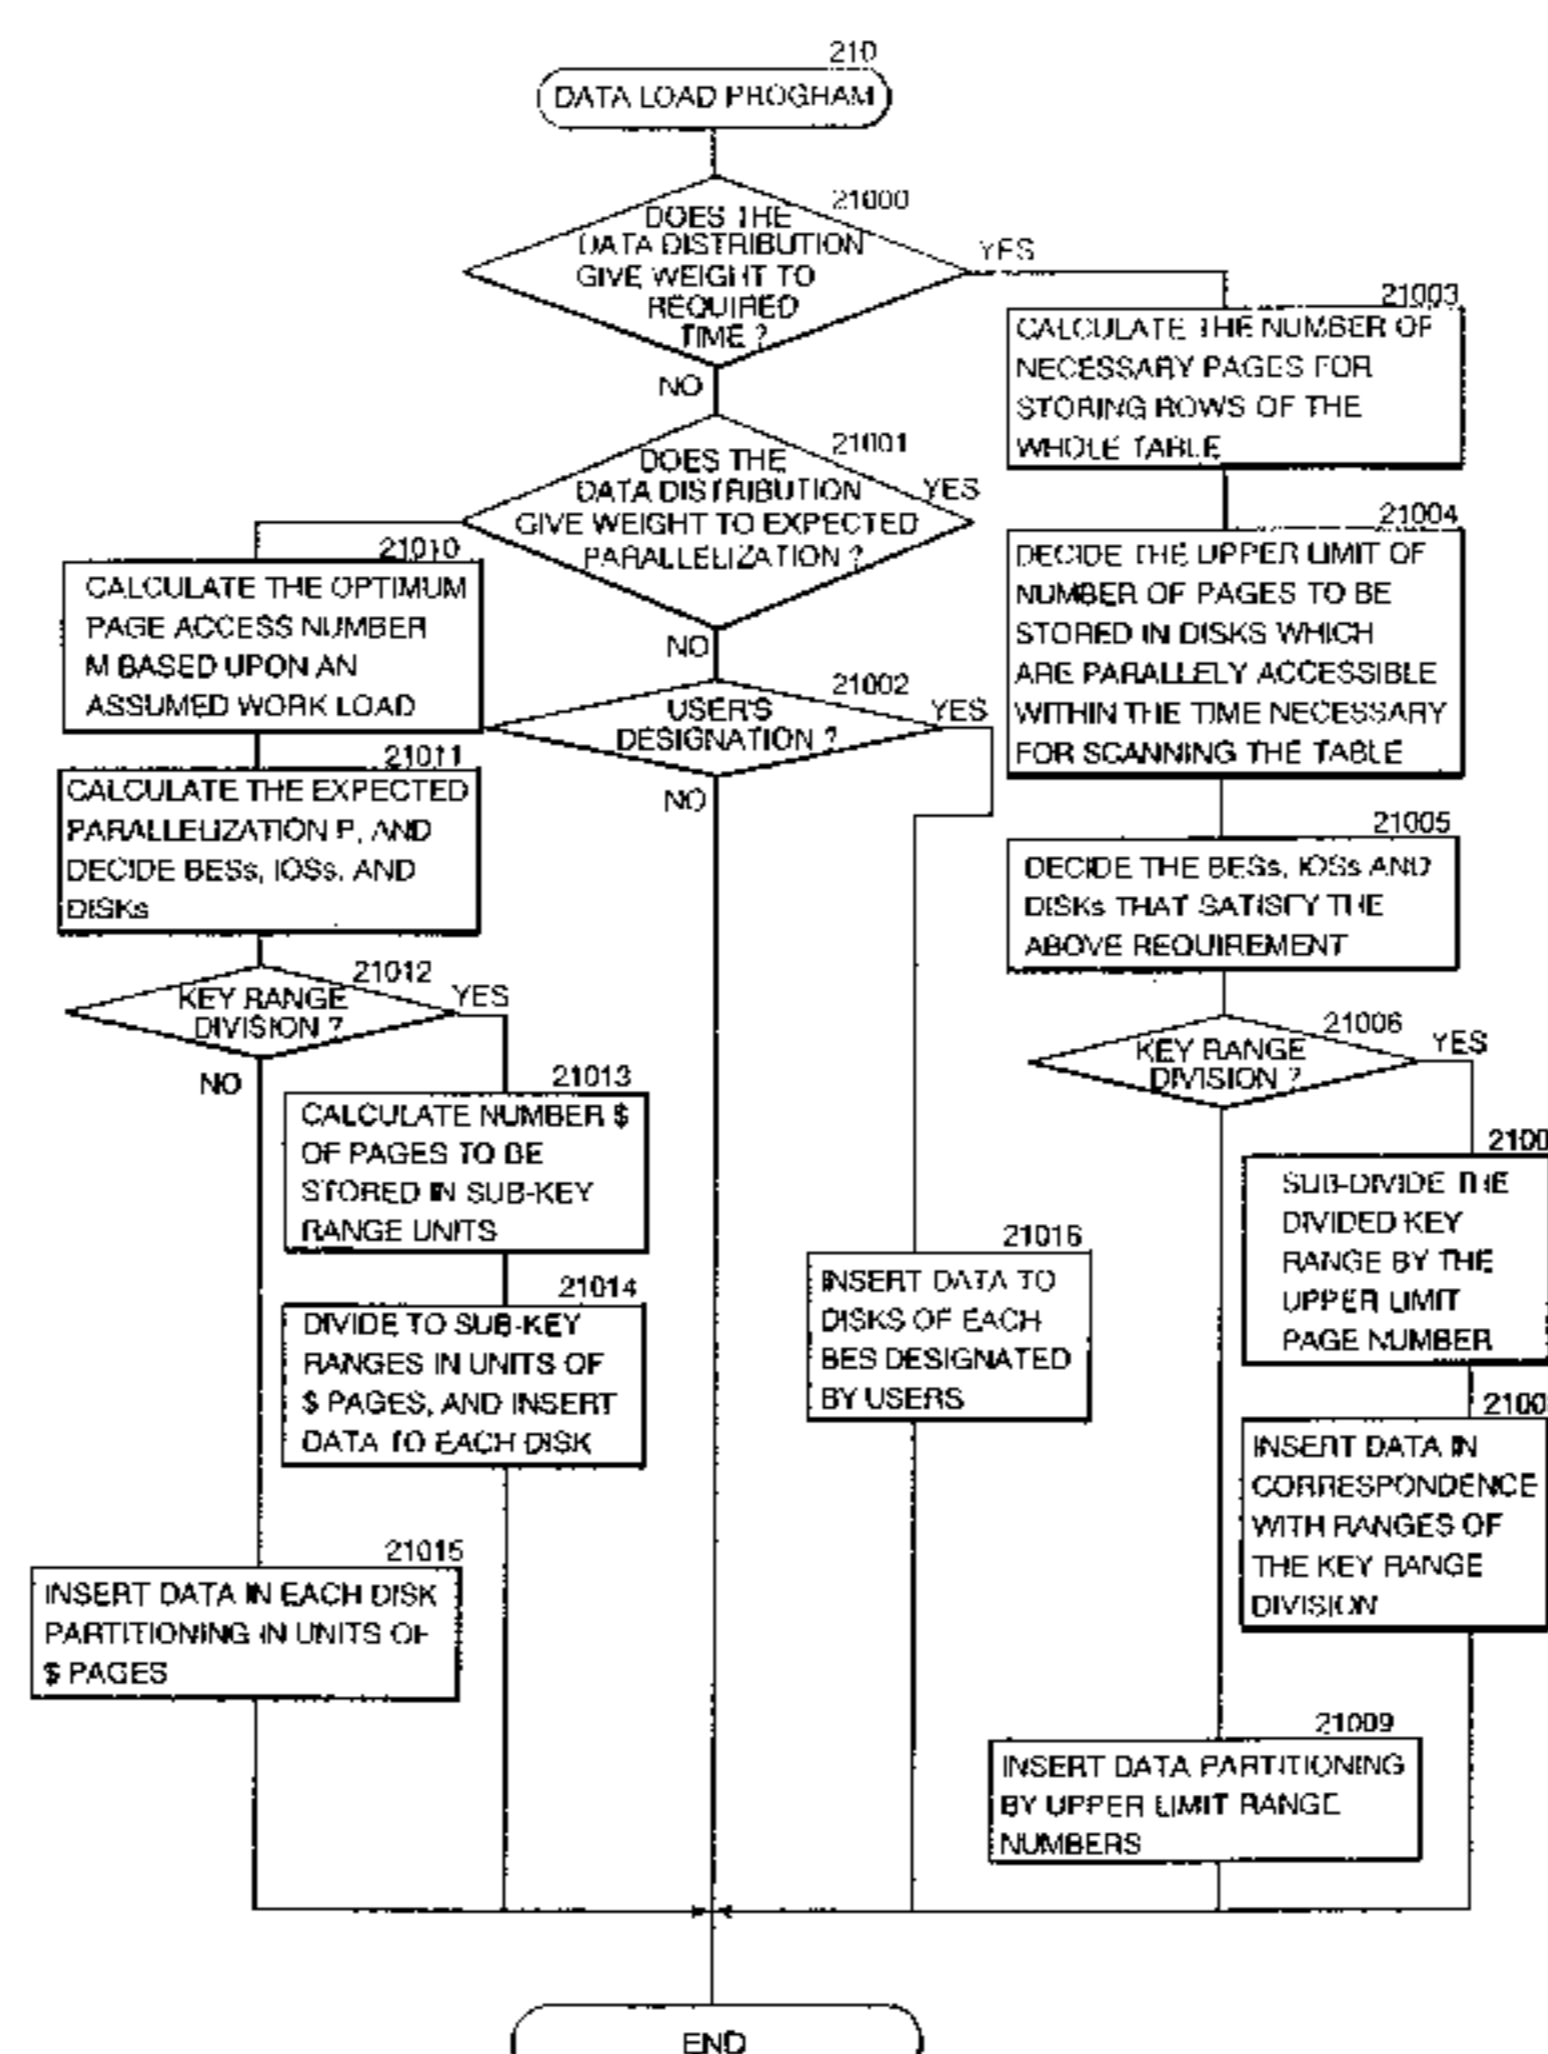 210
DATA LOAD PROGRAM
21000
DOES THE
DATA DISTRIBUTION
GIVE WEIGHT TO
REQUIRED
TIME ?
YES
NO
21001
DOES THE
DATA DISTRIBUTION
GIVE WEIGHT TO EXPECTED
PARALLELIZATION ?
YES
NO
21002
USER'S
DESIGNATION ?
YES
NO
21003
CALCULATE THE NUMBER OF
NECESSARY PAGES FOR
STORING ROWS OF THE
WHOLE TABLE
21004
DECIDE THE UPPER LIMIT OF
NUMBER OF PAGES TO BE
STORED IN DISKS WHICH
ARE PARALLELY ACCESSIBLE
WITHIN THE TIME NECESSARY
FOR SCANNING THE TABLE
21005
DECIDE THE BESs, IOSs AND
DISKs THAT SATISFY THE
ABOVE REQUIREMENT
21006
KEY RANGE
DIVISION ?
YES
2100
SUB-DIVIDE THE
DIVIDED KEY
RANGE BY THE
UPPER LIMIT
PAGE NUMBER
2100
INSERT DATA IN
CORRESPONDENCE
WITH RANGES OF
THE KEY RANGE
DIVISION
21009
INSERT DATA PARTITIONING
BY UPPER LIMIT RANGE
NUMBERS
21010
CALCULATE THE OPTIMUM
PAGE ACCESS NUMBER
M BASED UPON AN
ASSUMED WORK LOAD
21011
CALCULATE THE EXPECTED
PARALLELIZATION P, AND
DECIDE BESs, IOSs, AND
DISKs
21012
KEY RANGE
DIVISION ?
YES
NO
21013
CALCULATE NUMBER $
OF PAGES TO BE
STORED IN SUB-KEY
RANGE UNITS
21014
DIVIDE TO SUB-KEY
RANGES IN UNITS OF
$ PAGES, AND INSERT
DATA TO EACH DISK
21015
INSERT DATA IN EACH DISK
PARTITIONING IN UNITS OF
$ PAGES
21016
INSERT DATA TO
DISKS OF EACH
BES DESIGNATED
BY USERS
END